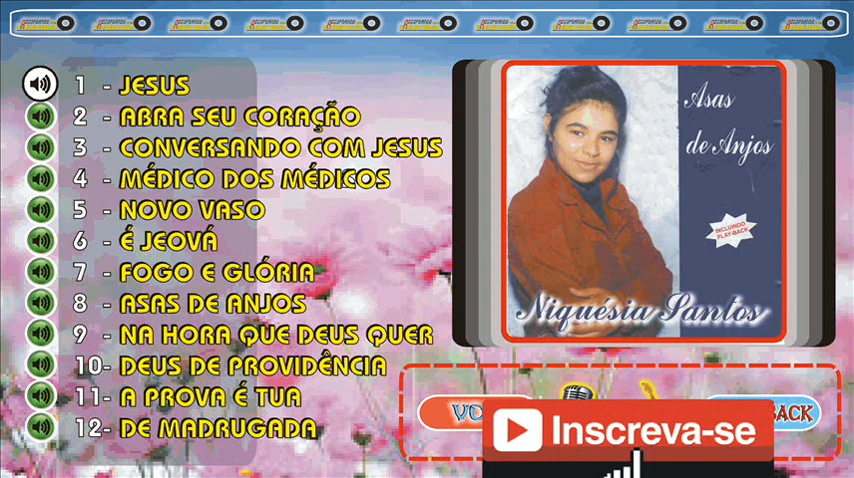 1 - JESUS
2 - ABRA SEU CORAÇÃO
3 - CONVERSANDO COM JESUS
4 - MÉDICO DOS MÉDICOS
5 - NOVO VASO
6 - É JEOVÁ
7 - FOGO E GLÓRIA
8 - ASAS DE ANJOS
9 - NA HORA QUE DEUS QUER
10- DEUS DE PROVIDÊNCIA
11- A PROVA É TUA
12- DE MADRUGADA
Asas
de Anjos
INCLUINDO
PLAY-BACK
Niquésia Santos
VO
BACK
Inscreva-se